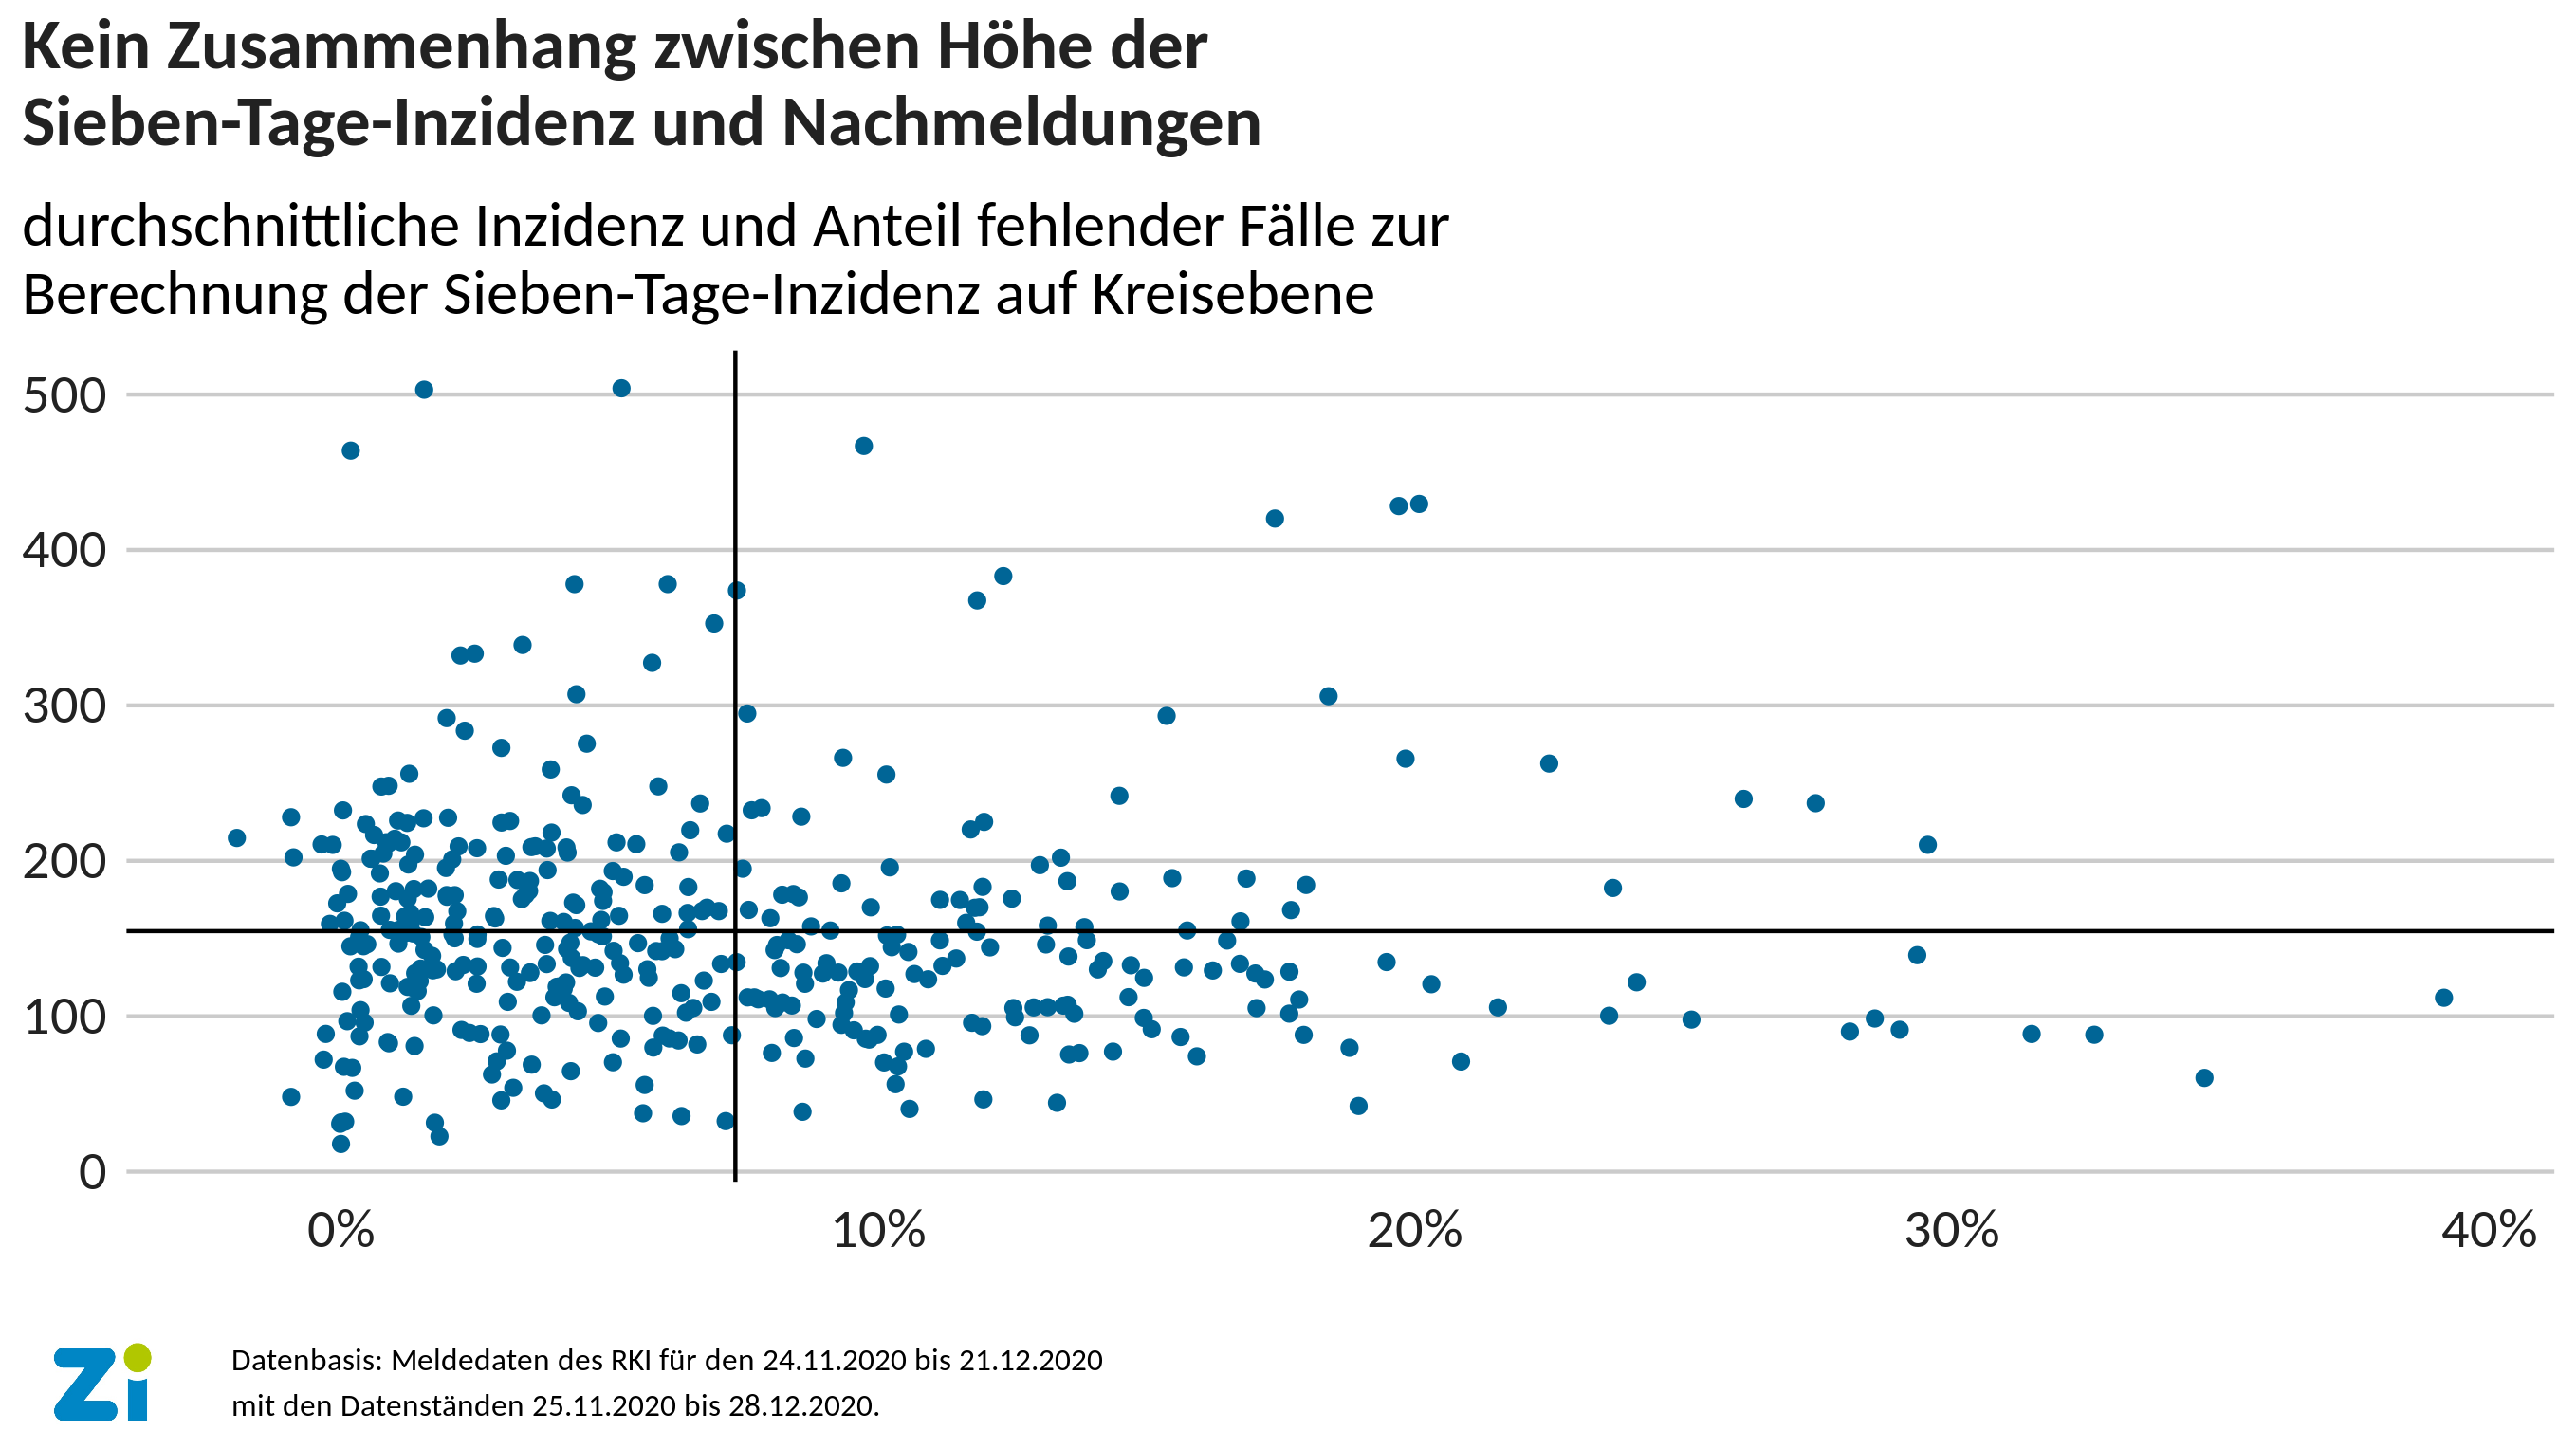 Kein Zusammenhang zwischen Höhe der
Sieben-Tage-Inzidenz und Nachmeldungen
durchschnittliche Inzidenz und Anteil fehlender Fälle zur
Berechnung der Sieben-Tage-Inzidenz auf Kreisebene
500
400
300
200
100
0
0% 10% 20% 30% 40%
zi
Datenbasis: Meldedaten des RKI für den 24.11.2020 bis 21.12.2020
mit den Datenständen 25.11.2020 bis 28.12.2020.